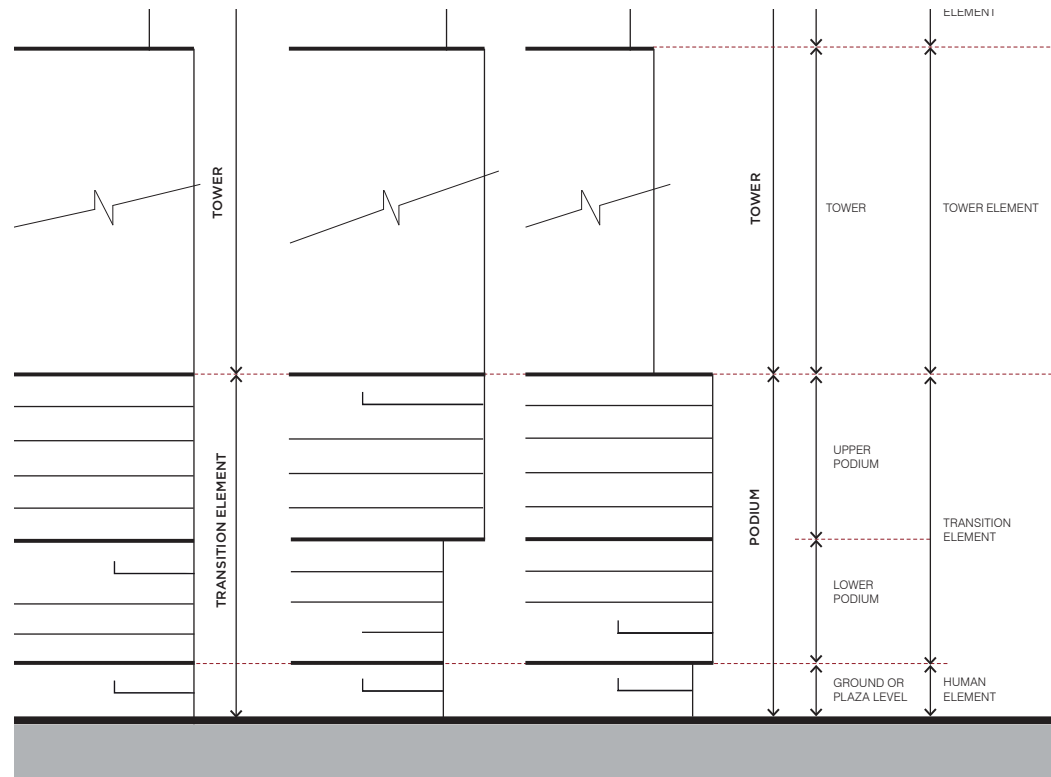 ELEMENT
TOWER
TOWER
TOWER
TOWER ELEMENT
TRANSITION ELEMENT
PODIUM
UPPER
PODIUM
TRANSITION
ELEMENT
LOWER
PODIUM
GROUND OR
PLAZA LEVEL
HUMAN
ELEMENT